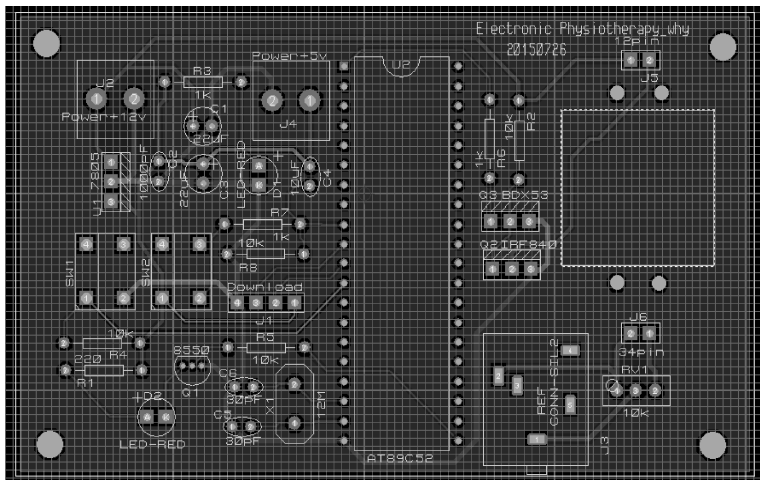 Electronic Physiotherapy_why
20150726
12pin
J5
Power+5v
U2
J2
R3
1k
C1
22uF
J4
Power+12v
10k
R2
1k
R6
7805
U1
1000pF
C2
22uF
C3
LED-RED
D1
10uF
C4
Q3 BDX53
R7
1k
10k
R8
Q2 IRF840
SW1
SW2
Download
J1
J6
34pin
10k
R4
8550
Q1
R5
10k
220
R1
C6
30PF
X1
12M
REF
CONN-SIL2
J3
RV1
10k
D2
LED-RED
30PF
AT89C52